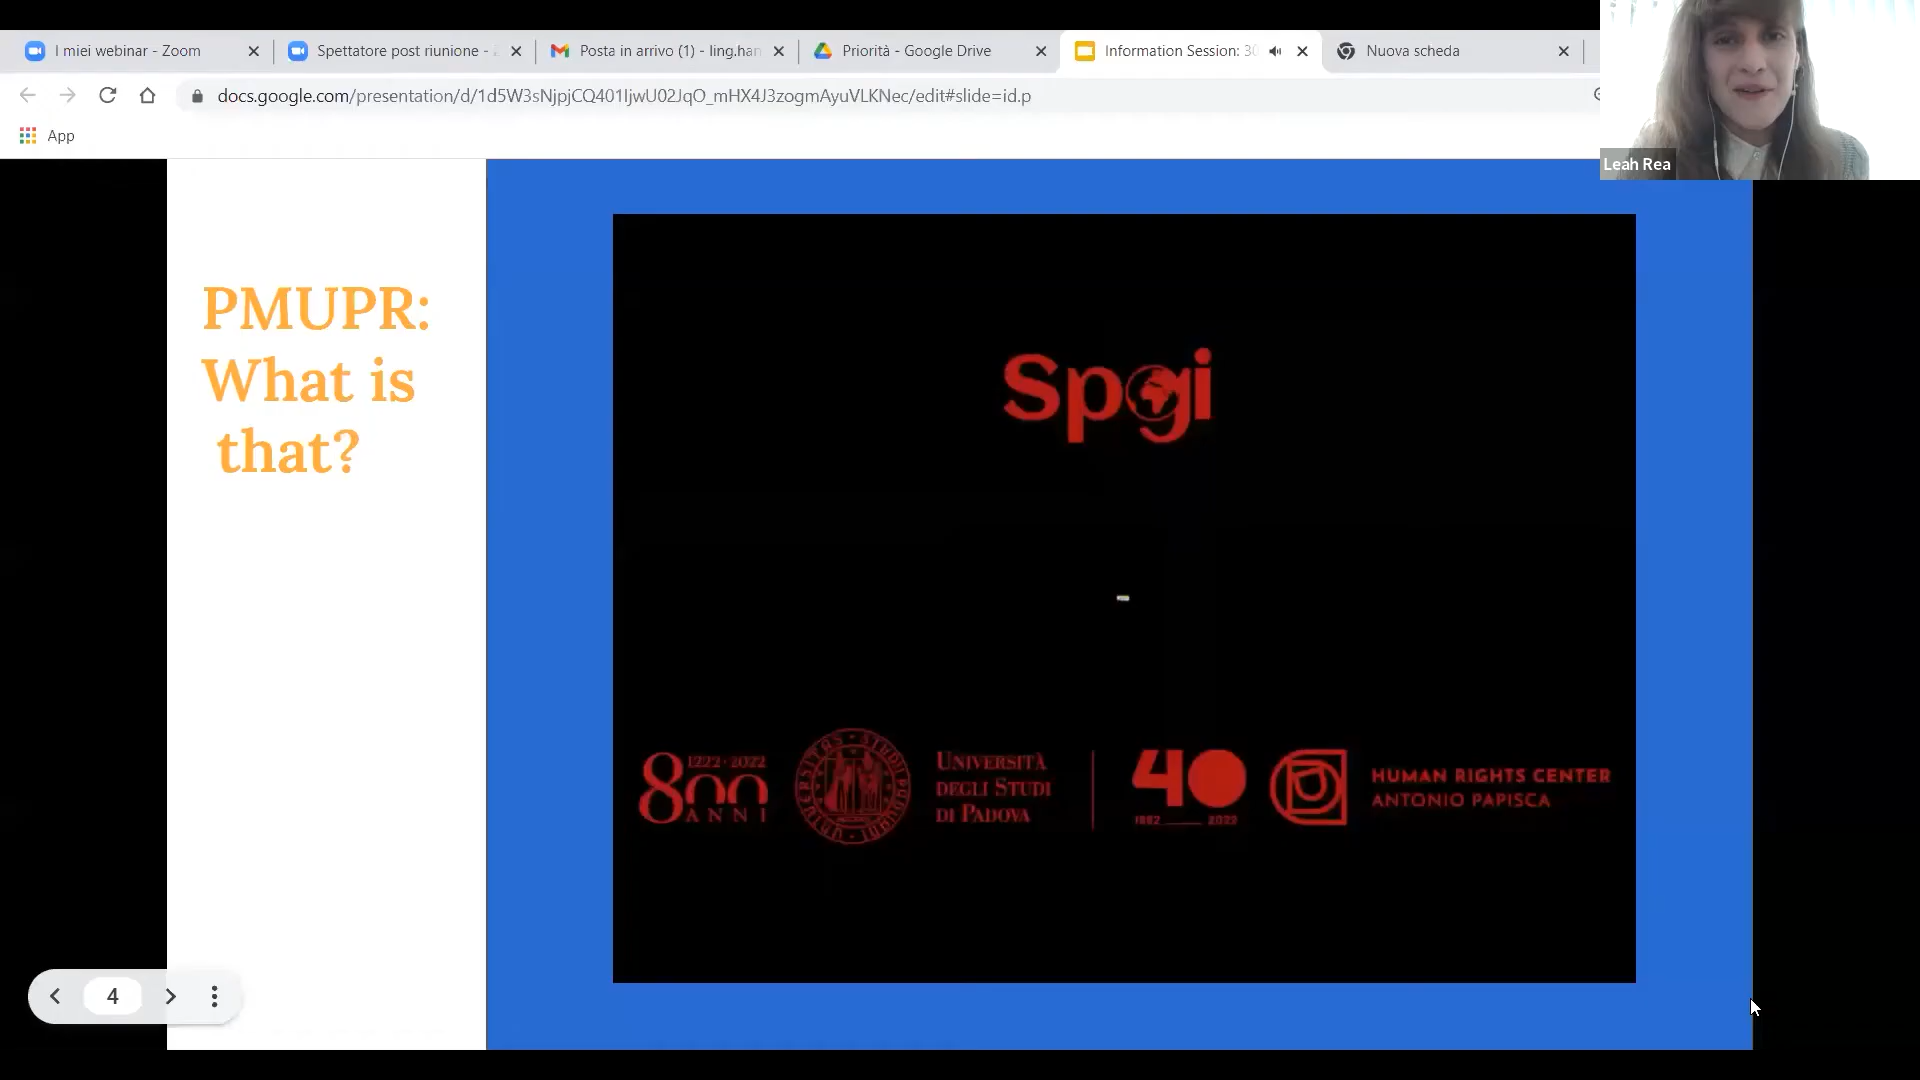 I miei webinar - Zoom
Spettatore post riunione -
Posta in arrivo (1) - ling.han
Priorità - Google Drive
Information Session: 30
Nuova scheda
docs.google.com/presentation/d/1d5W3sNjpjCQ401IjwU02JqO_mHX4J3zogmAyuVLKNec/edit#slide=id.p
App
Leah Rea
PMUPR:
What is
that?
Spgi
800
1222·2022
ANNI
UNIVERSITÀ
DEGLI STUDI
DI PADOVA
40
1982 2022
HUMAN RIGHTS CENTER
ANTONIO PAPISCA
4